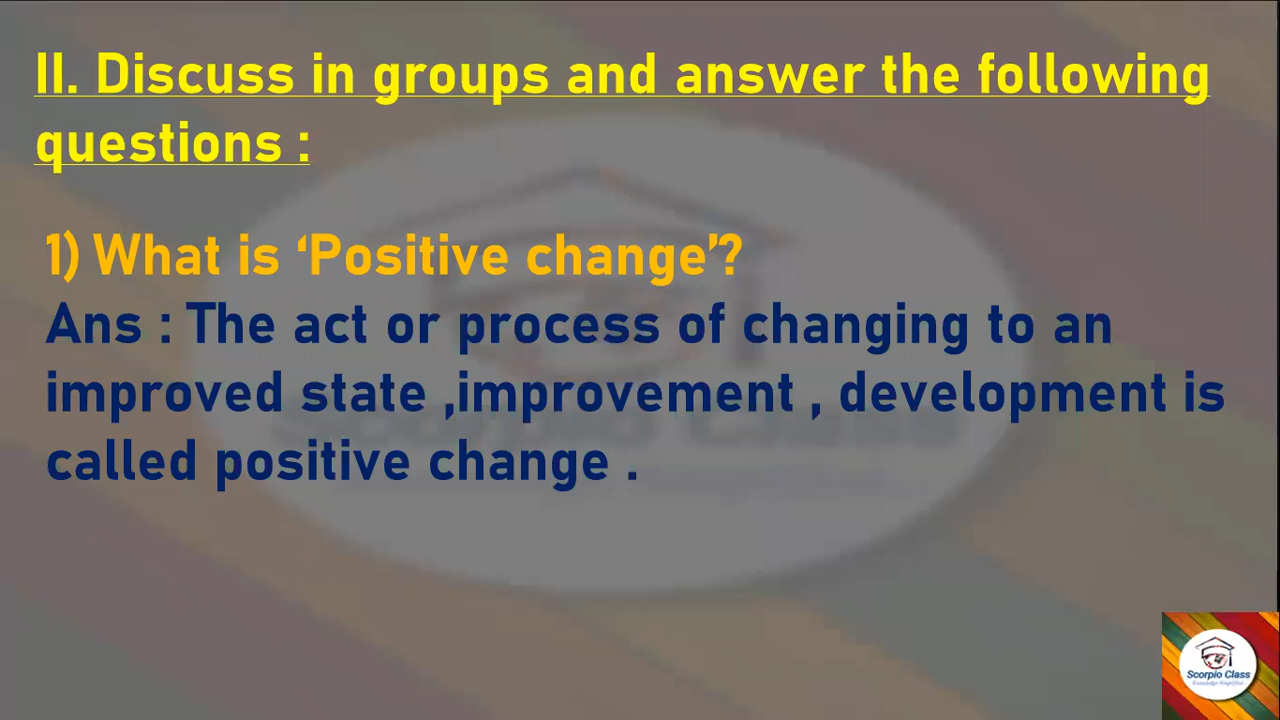 II. Discuss in groups and answer the following
questions :
1) What is ‘Positive change’?
Ans : The act or process of changing to an
improved state ,improvement , development is
called positive change .
Scorpio Class